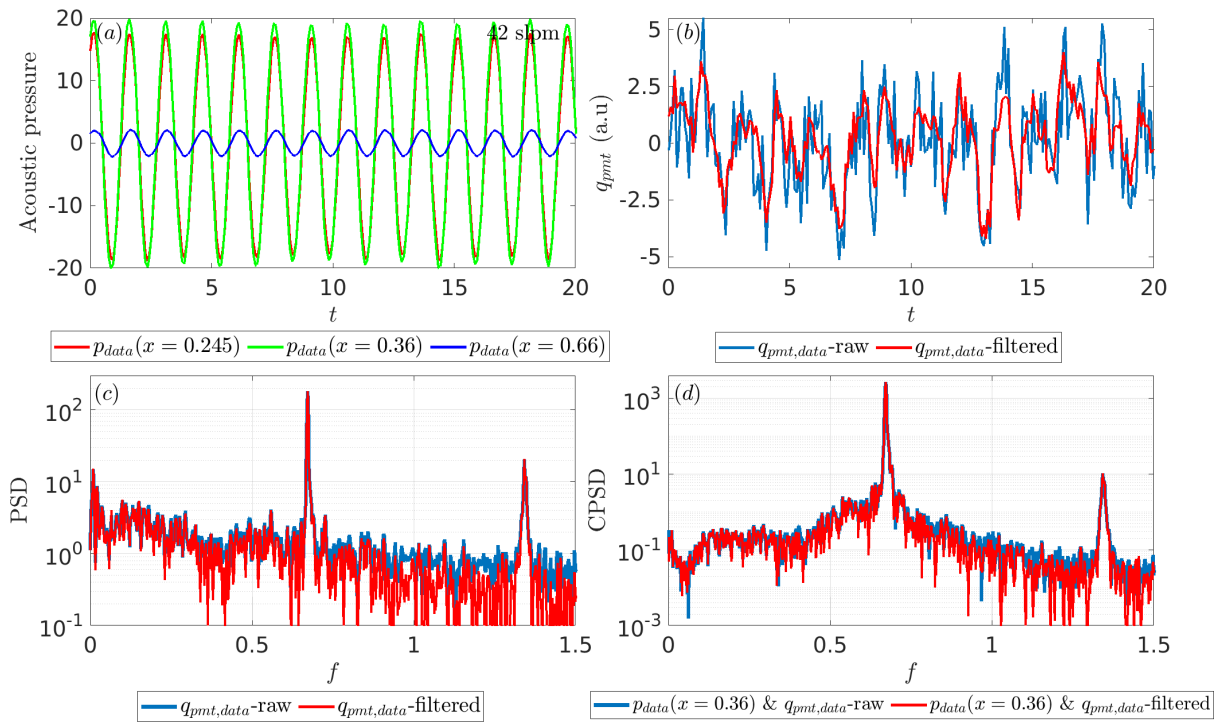 (a)
42 slpm
Acoustic pressure
20
10
0
-10
-20
0 5 10 15 20
t
p_data(x = 0.245) p_data(x = 0.36) p_data(x = 0.66)
(b)
q_pmt (a.u)
5
2.5
0
-2.5
-5
0 5 10 15 20
t
q_pmt,data-raw q_pmt,data-filtered
(c)
PSD
10^2
10^1
10^0
10^-1
0 0.5 1 1.5
f
q_pmt,data-raw q_pmt,data-filtered
(d)
CPSD
10^3
10^1
10^-1
10^-3
0 0.5 1 1.5
f
p_data(x = 0.36) & q_pmt,data-raw p_data(x = 0.36) & q_pmt,data-filtered